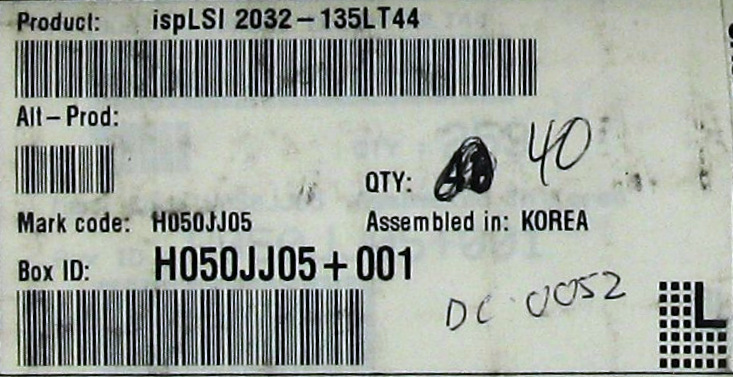 Product: ispLSI 2032-135LT44
Alt-Prod:
QTY: 40
Mark code: H050JJ05 Assembled in: KOREA
Box ID: H050JJ05+001
DC 0052